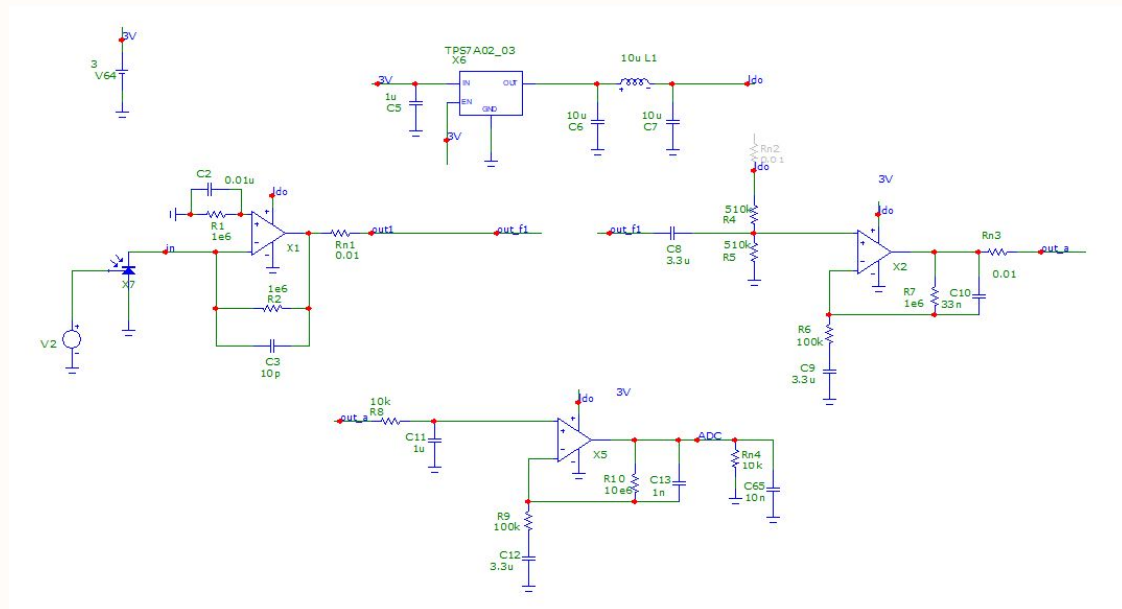 3V
3
V64
TPS7A02_03
X6
3V
IN
OUT
EN
GND
1u
C5
3V
10u L1
ldo
10u
C6
10u
C7
Rn2
0.01
ldo
C2
0.01u
ldo
R1
1e6
X1
in
X7
V2
1e6
R2
C3
10p
Rn1
0.01
out1
out_f1
out_f1
C8
3.3u
510k
R4
510k
R5
3V
ldo
X2
R7
1e6
C10
33n
Rn3
0.01
out_a
R6
100k
C9
3.3u
out_a
10k
R8
C11
1u
3V
ldo
X5
R10
10e6
C13
1n
ADC
Rn4
10k
C65
10n
R9
100k
C12
3.3u